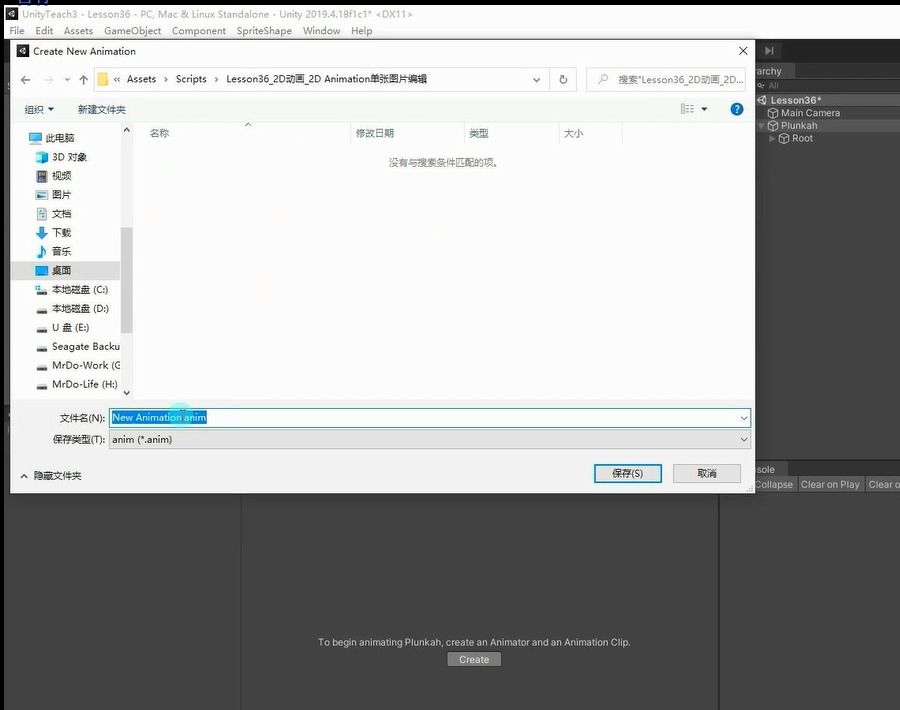 UnityTeach3 - Lesson36 - PC, Mac & Linux Standalone - Unity 2019.4.18f1c1* <DX11>
File Edit Assets GameObject Component SpriteShape Window Help
Create New Animation
« Assets › Scripts › Lesson36_2D动画_2D Animation单张图片编辑
搜索"Lesson36_2D动画_2D...
组织 新建文件夹
名称 修改日期 类型 大小
没有与搜索条件匹配的项。
此电脑
3D 对象
视频
图片
文档
下载
音乐
桌面
本地磁盘 (C:)
本地磁盘 (D:)
U 盘 (E:)
Seagate Backu
MrDo-Work (G
MrDo-Life (H:)
文件名(N): New Animation.anim
保存类型(T): anim (*.anim)
隐藏文件夹
保存(S) 取消
rarchy
All
Lesson36*
Main Camera
Plunkah
Root
sole
Collapse Clear on Play Clear o
To begin animating Plunkah, create an Animator and an Animation Clip.
Create